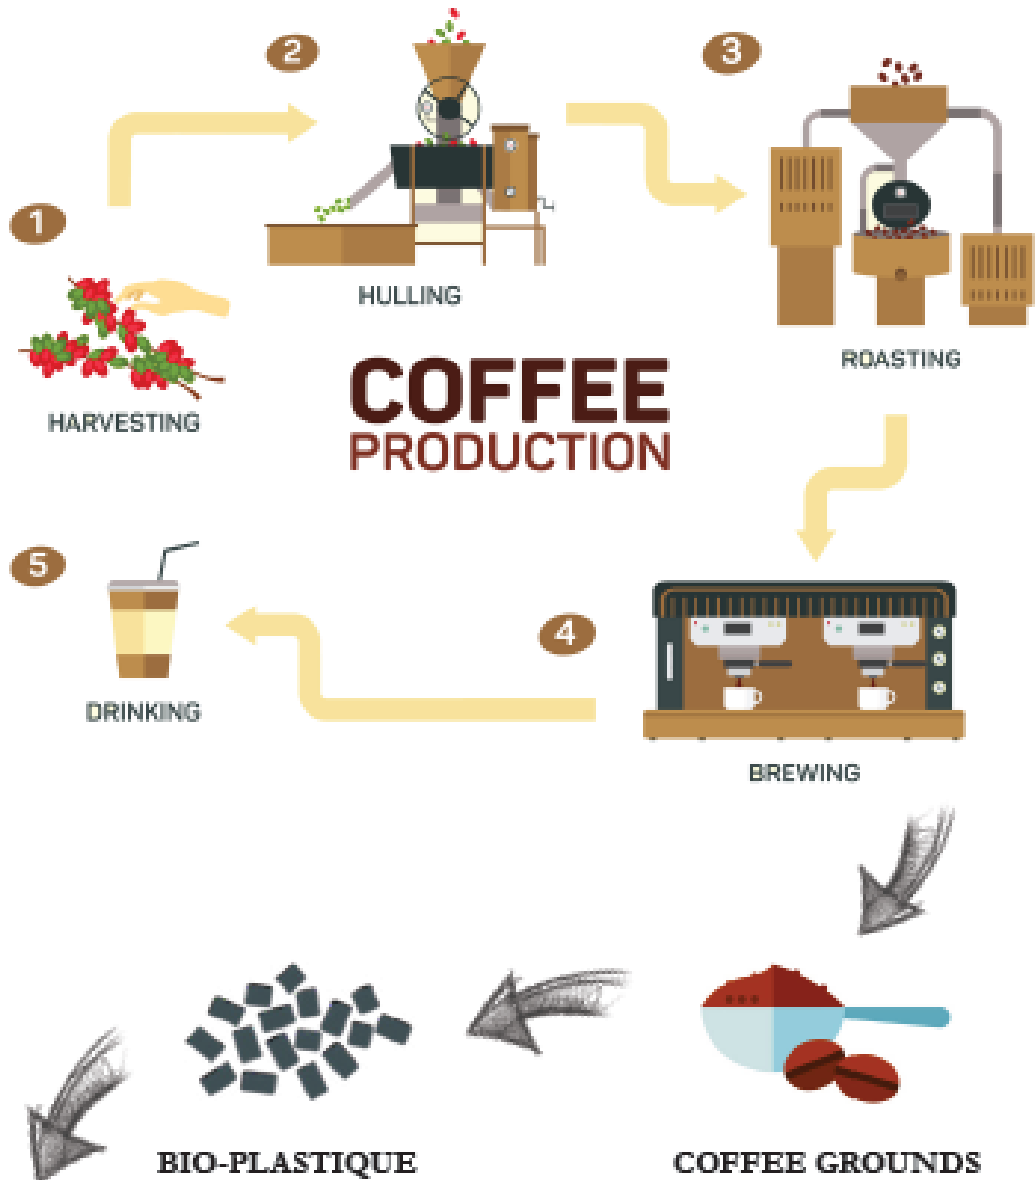 1
HARVESTING
2
HULLING
3
ROASTING
COFFEE
PRODUCTION
4
BREWING
5
DRINKING
COFFEE GROUNDS
BIO-PLASTIQUE